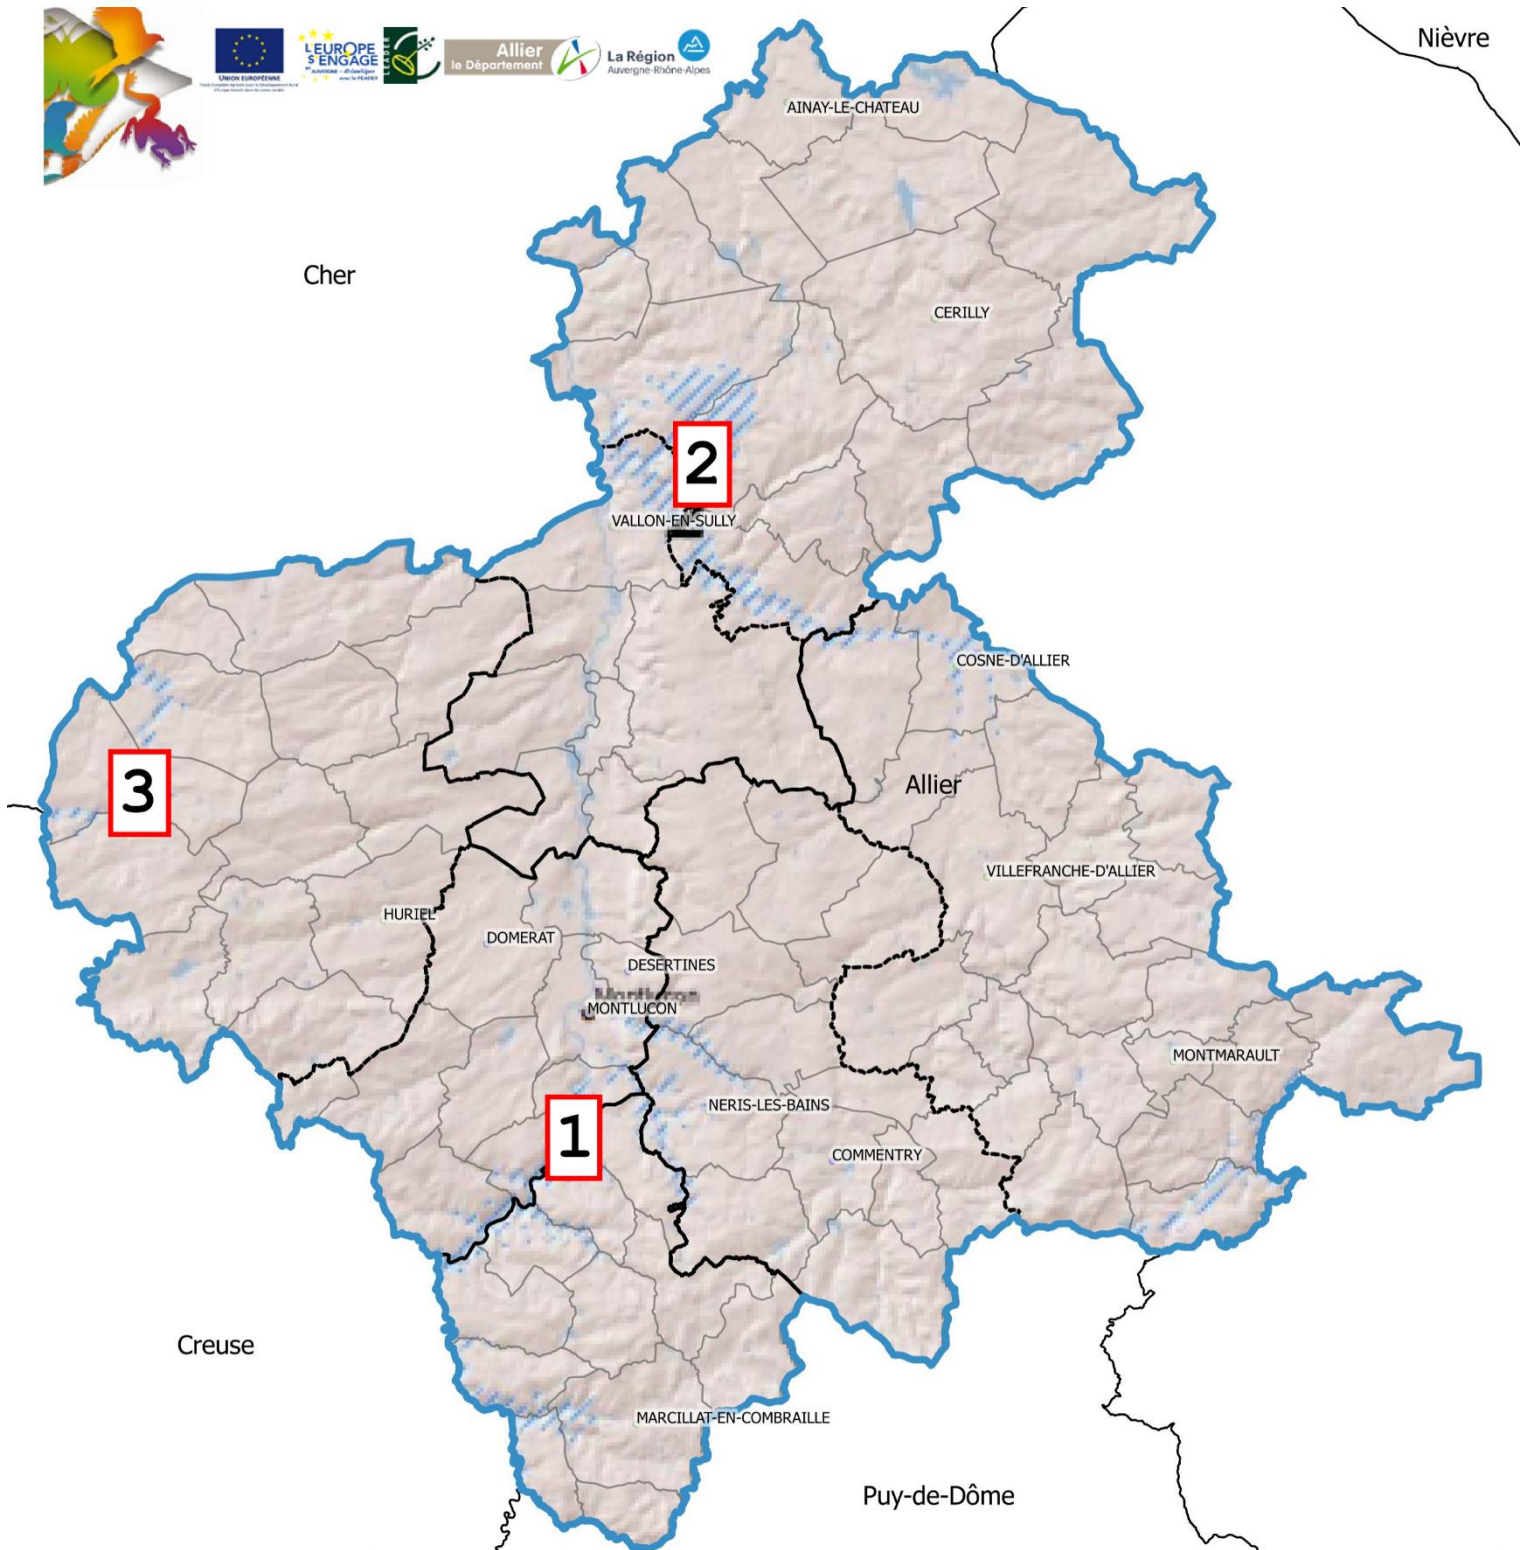 Nièvre
L'EUROPE
S'ENGAGE
LEADER
UNION EUROPÉENNE
Allier
le Département
La Région
Auvergne-Rhône-Alpes
AINAY-LE-CHATEAU
Cher
CERILLY
2
VALLON-EN-SULLY
COSNE-D'ALLIER
3
Allier
VILLEFRANCHE-D'ALLIER
HURIEL
DOMERAT
DESERTINES
MONTLUCON
MONTMARAULT
NERIS-LES-BAINS
1
COMMENTRY
Creuse
MARCILLAT-EN-COMBRAILLE
Puy-de-Dôme